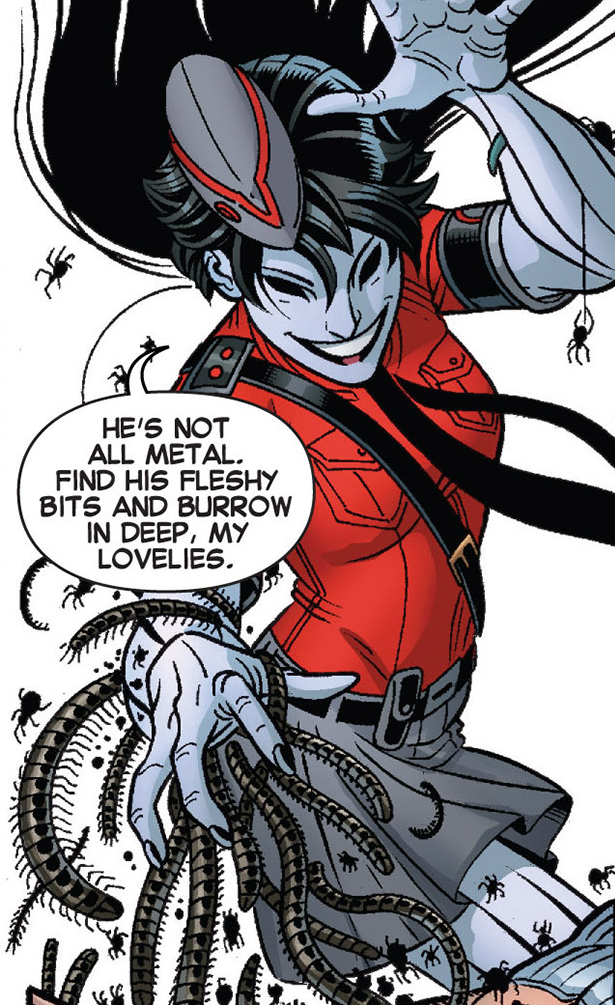 HE'S NOT
ALL METAL.
FIND HIS FLESHY
BITS AND BURROW
IN DEEP, MY
LOVELIES.